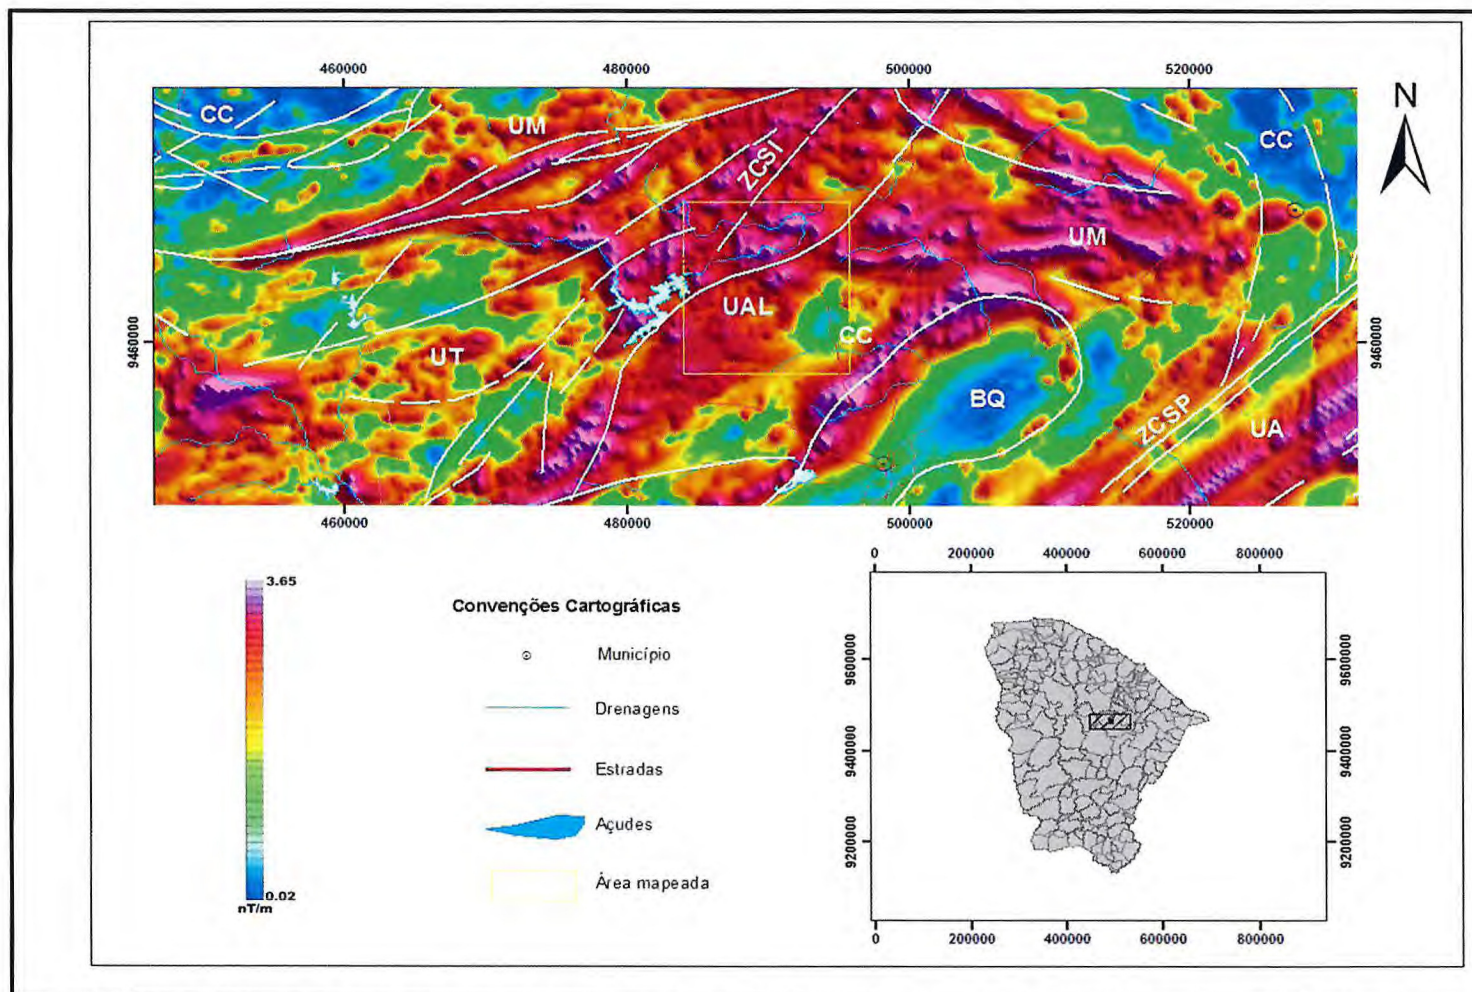 460000 480000 500000 520000
N
CC
UM
CC
ZCSI
UM
UAL
CC
9460000
9460000
UT
BQ
ZCSP
UA
460000 480000 500000 520000
0 200000 400000 600000 800000
3.65
Convenções Cartográficas
Município
Drenagens
Estradas
Açudes
Área mapeada
0.02
nT/m
9600000
9600000
9400000
9400000
9200000
9200000
0 200000 400000 600000 800000